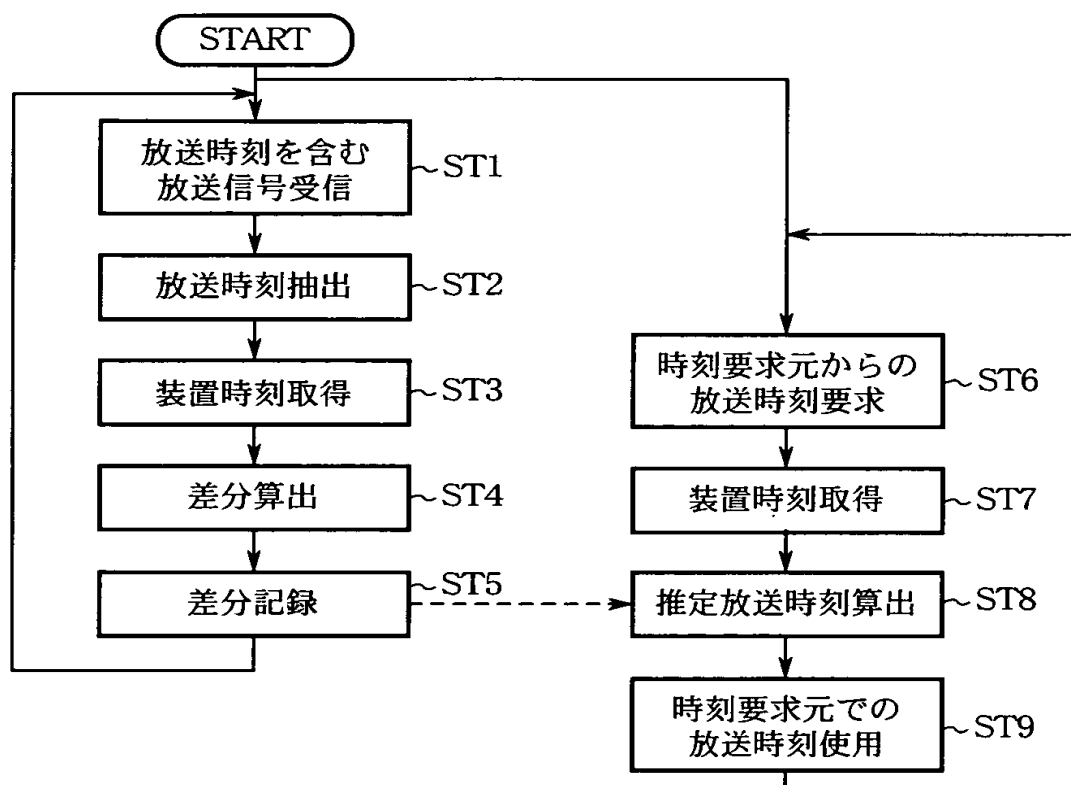 START
放送時刻を含む
放送信号受信
ST1
放送時刻抽出
ST2
装置時刻取得
ST3
差分算出
ST4
差分記録
ST5
時刻要求元からの
放送時刻要求
ST6
装置時刻取得
ST7
推定放送時刻算出
ST8
時刻要求元での
放送時刻使用
ST9